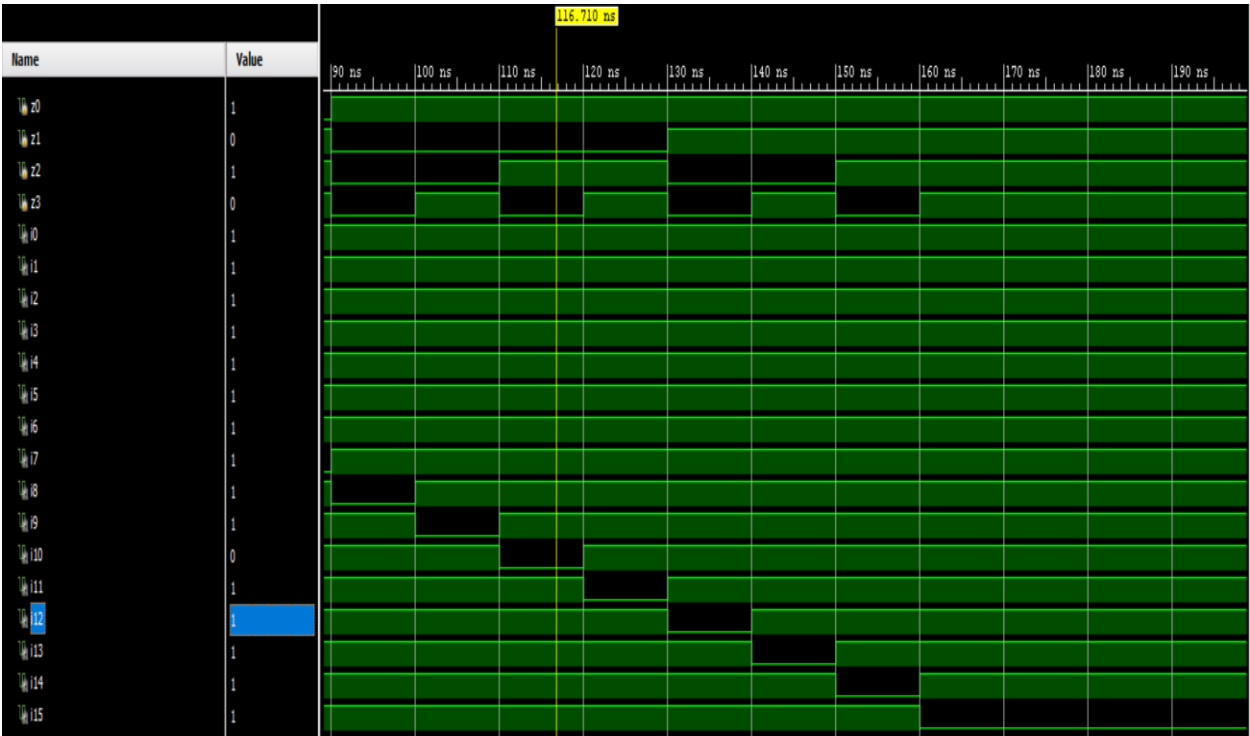 116.710 ns
Name Value
90 ns 100 ns 110 ns 120 ns 130 ns 140 ns 150 ns 160 ns 170 ns 180 ns 190 ns
z0 1
z1 0
z2 1
z3 0
i0 1
i1 1
i2 1
i3 1
i4 1
i5 1
i6 1
i7 1
i8 1
i9 1
i10 0
i11 1
i12 1
i13 1
i14 1
i15 1